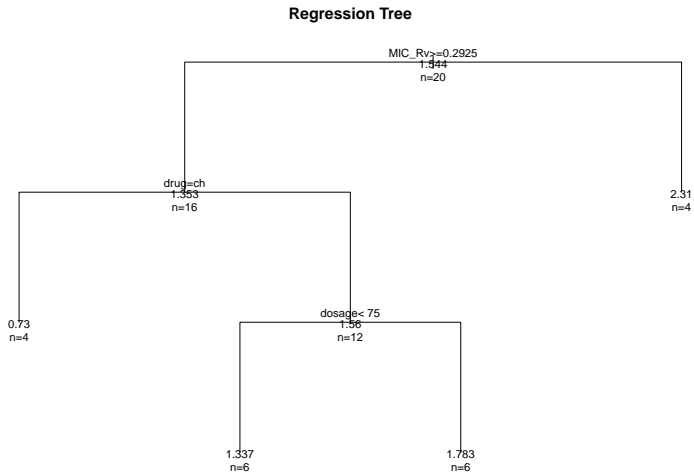 Regression Tree
MIC_Rv>=0.2925
1.544
n=20
drug=ch
1.353
n=16
2.31
n=4
0.73
n=4
dosage< 75
1.56
n=12
1.337
n=6
1.783
n=6